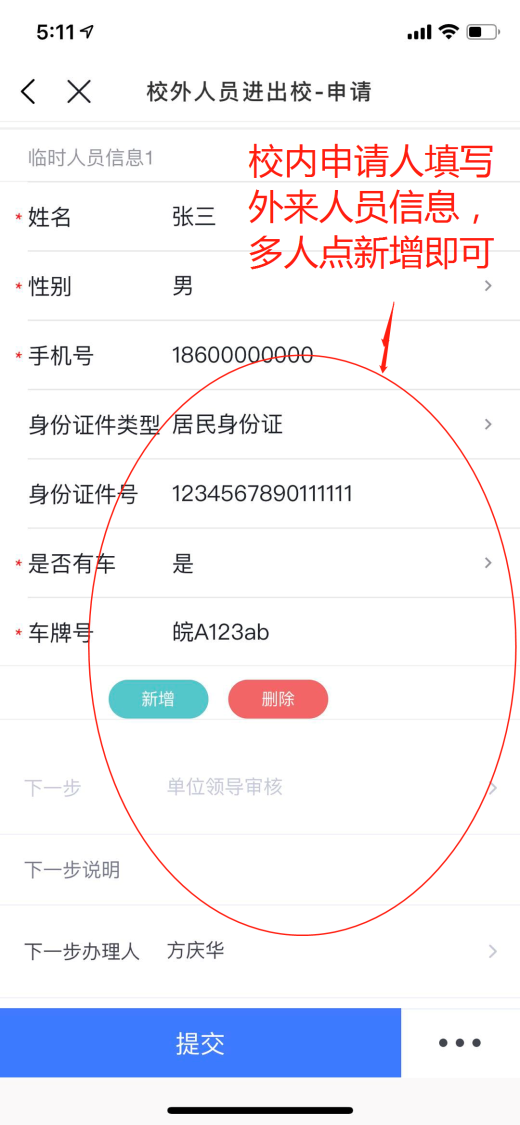 5:11
校外人员进出校-申请
临时人员信息1
校内申请人填写
外来人员信息，
多人点新增即可
* 姓名 张三
* 性别 男
* 手机号 18600000000
身份证件类型 居民身份证
身份证件号 1234567890111111
* 是否有车 是
* 车牌号 皖A123ab
新增 删除
下一步 单位领导审核
下一步说明
下一步办理人 方庆华
提交